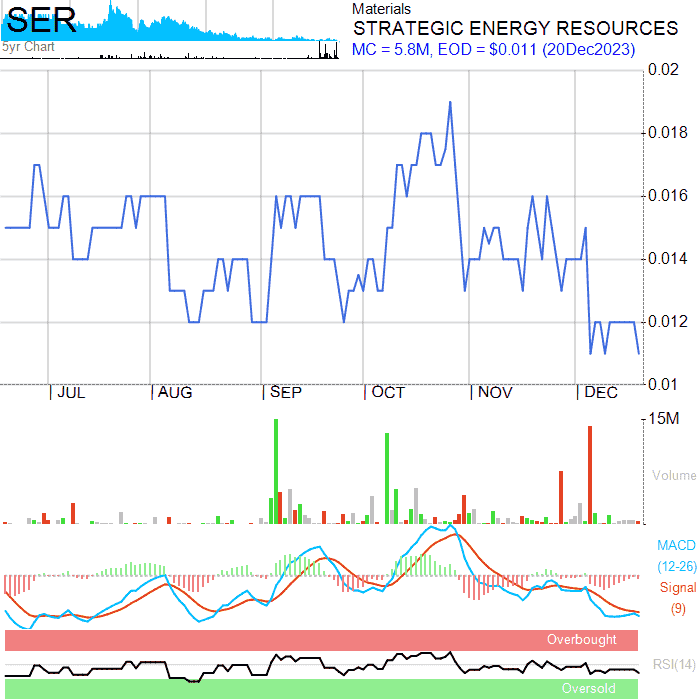 SER
5yr Chart
Materials
STRATEGIC ENERGY RESOURCES
MC = 5.8M, EOD = $0.011 (20Dec2023)
0.02
0.018
0.016
0.014
0.012
0.01
JUL AUG SEP OCT NOV DEC
15M
Volume
MACD
(12-26)
Signal
(9)
Overbought
RSI(14)
Oversold